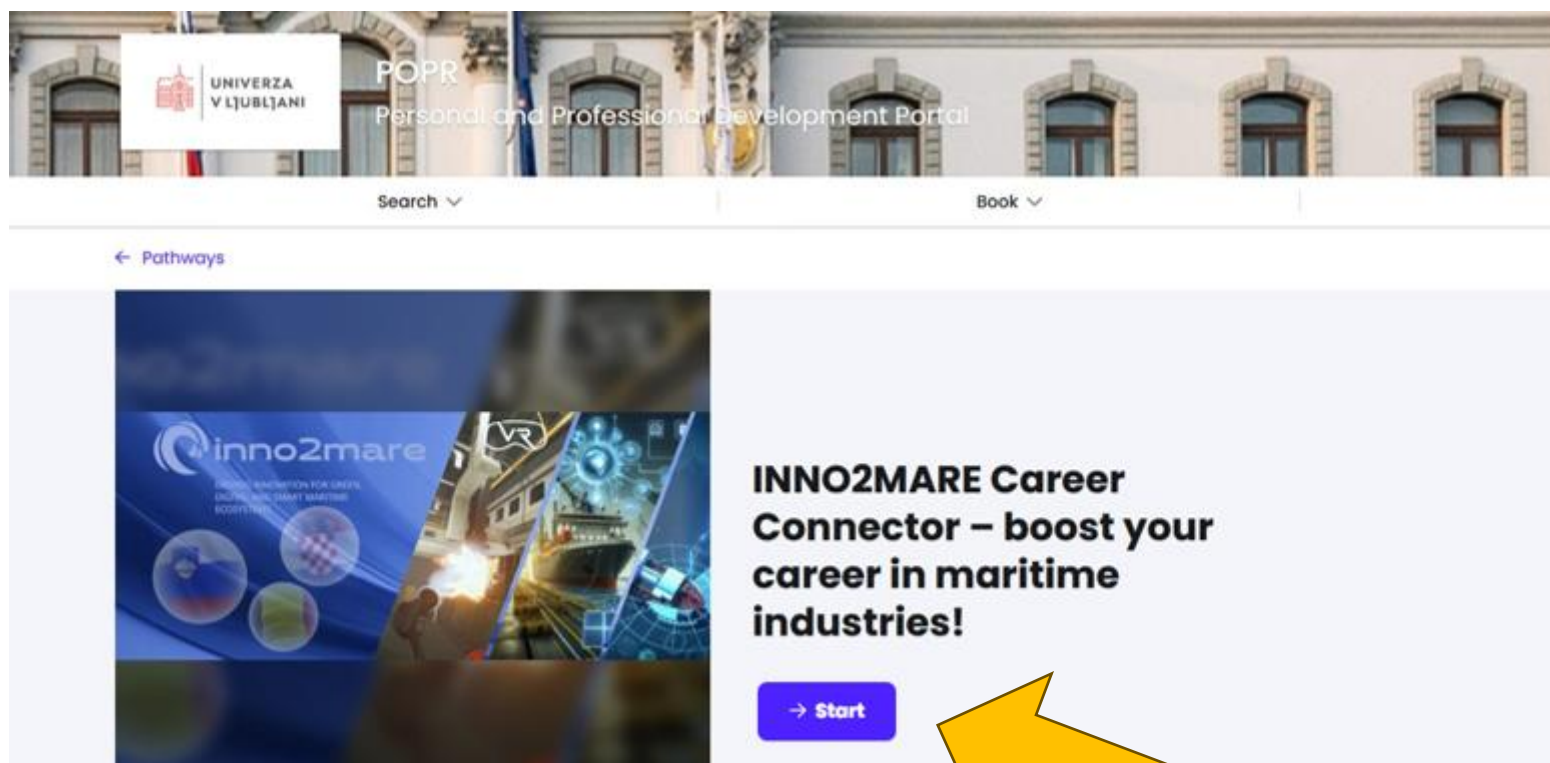 UNIVERZA
V LJUBLJANI
POPR
Personal and Professional Development Portal
Search
Book
← Pathways
inno2mare
VR
INNO2MARE Career
Connector – boost your
career in maritime
industries!
→ Start